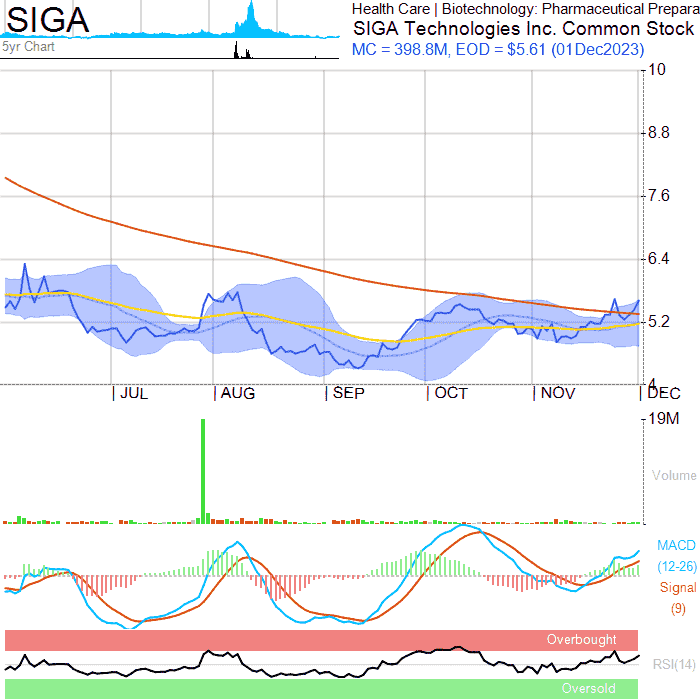 SIGA
5yr Chart
Health Care | Biotechnology: Pharmaceutical Prepara
SIGA Technologies Inc. Common Stock
MC = 398.8M, EOD = $5.61 (01Dec2023)
10
8.8
7.6
6.4
5.2
4
JUL AUG SEP OCT NOV DEC
19M
Volume
MACD
(12-26)
Signal
(9)
Overbought
RSI(14)
Oversold